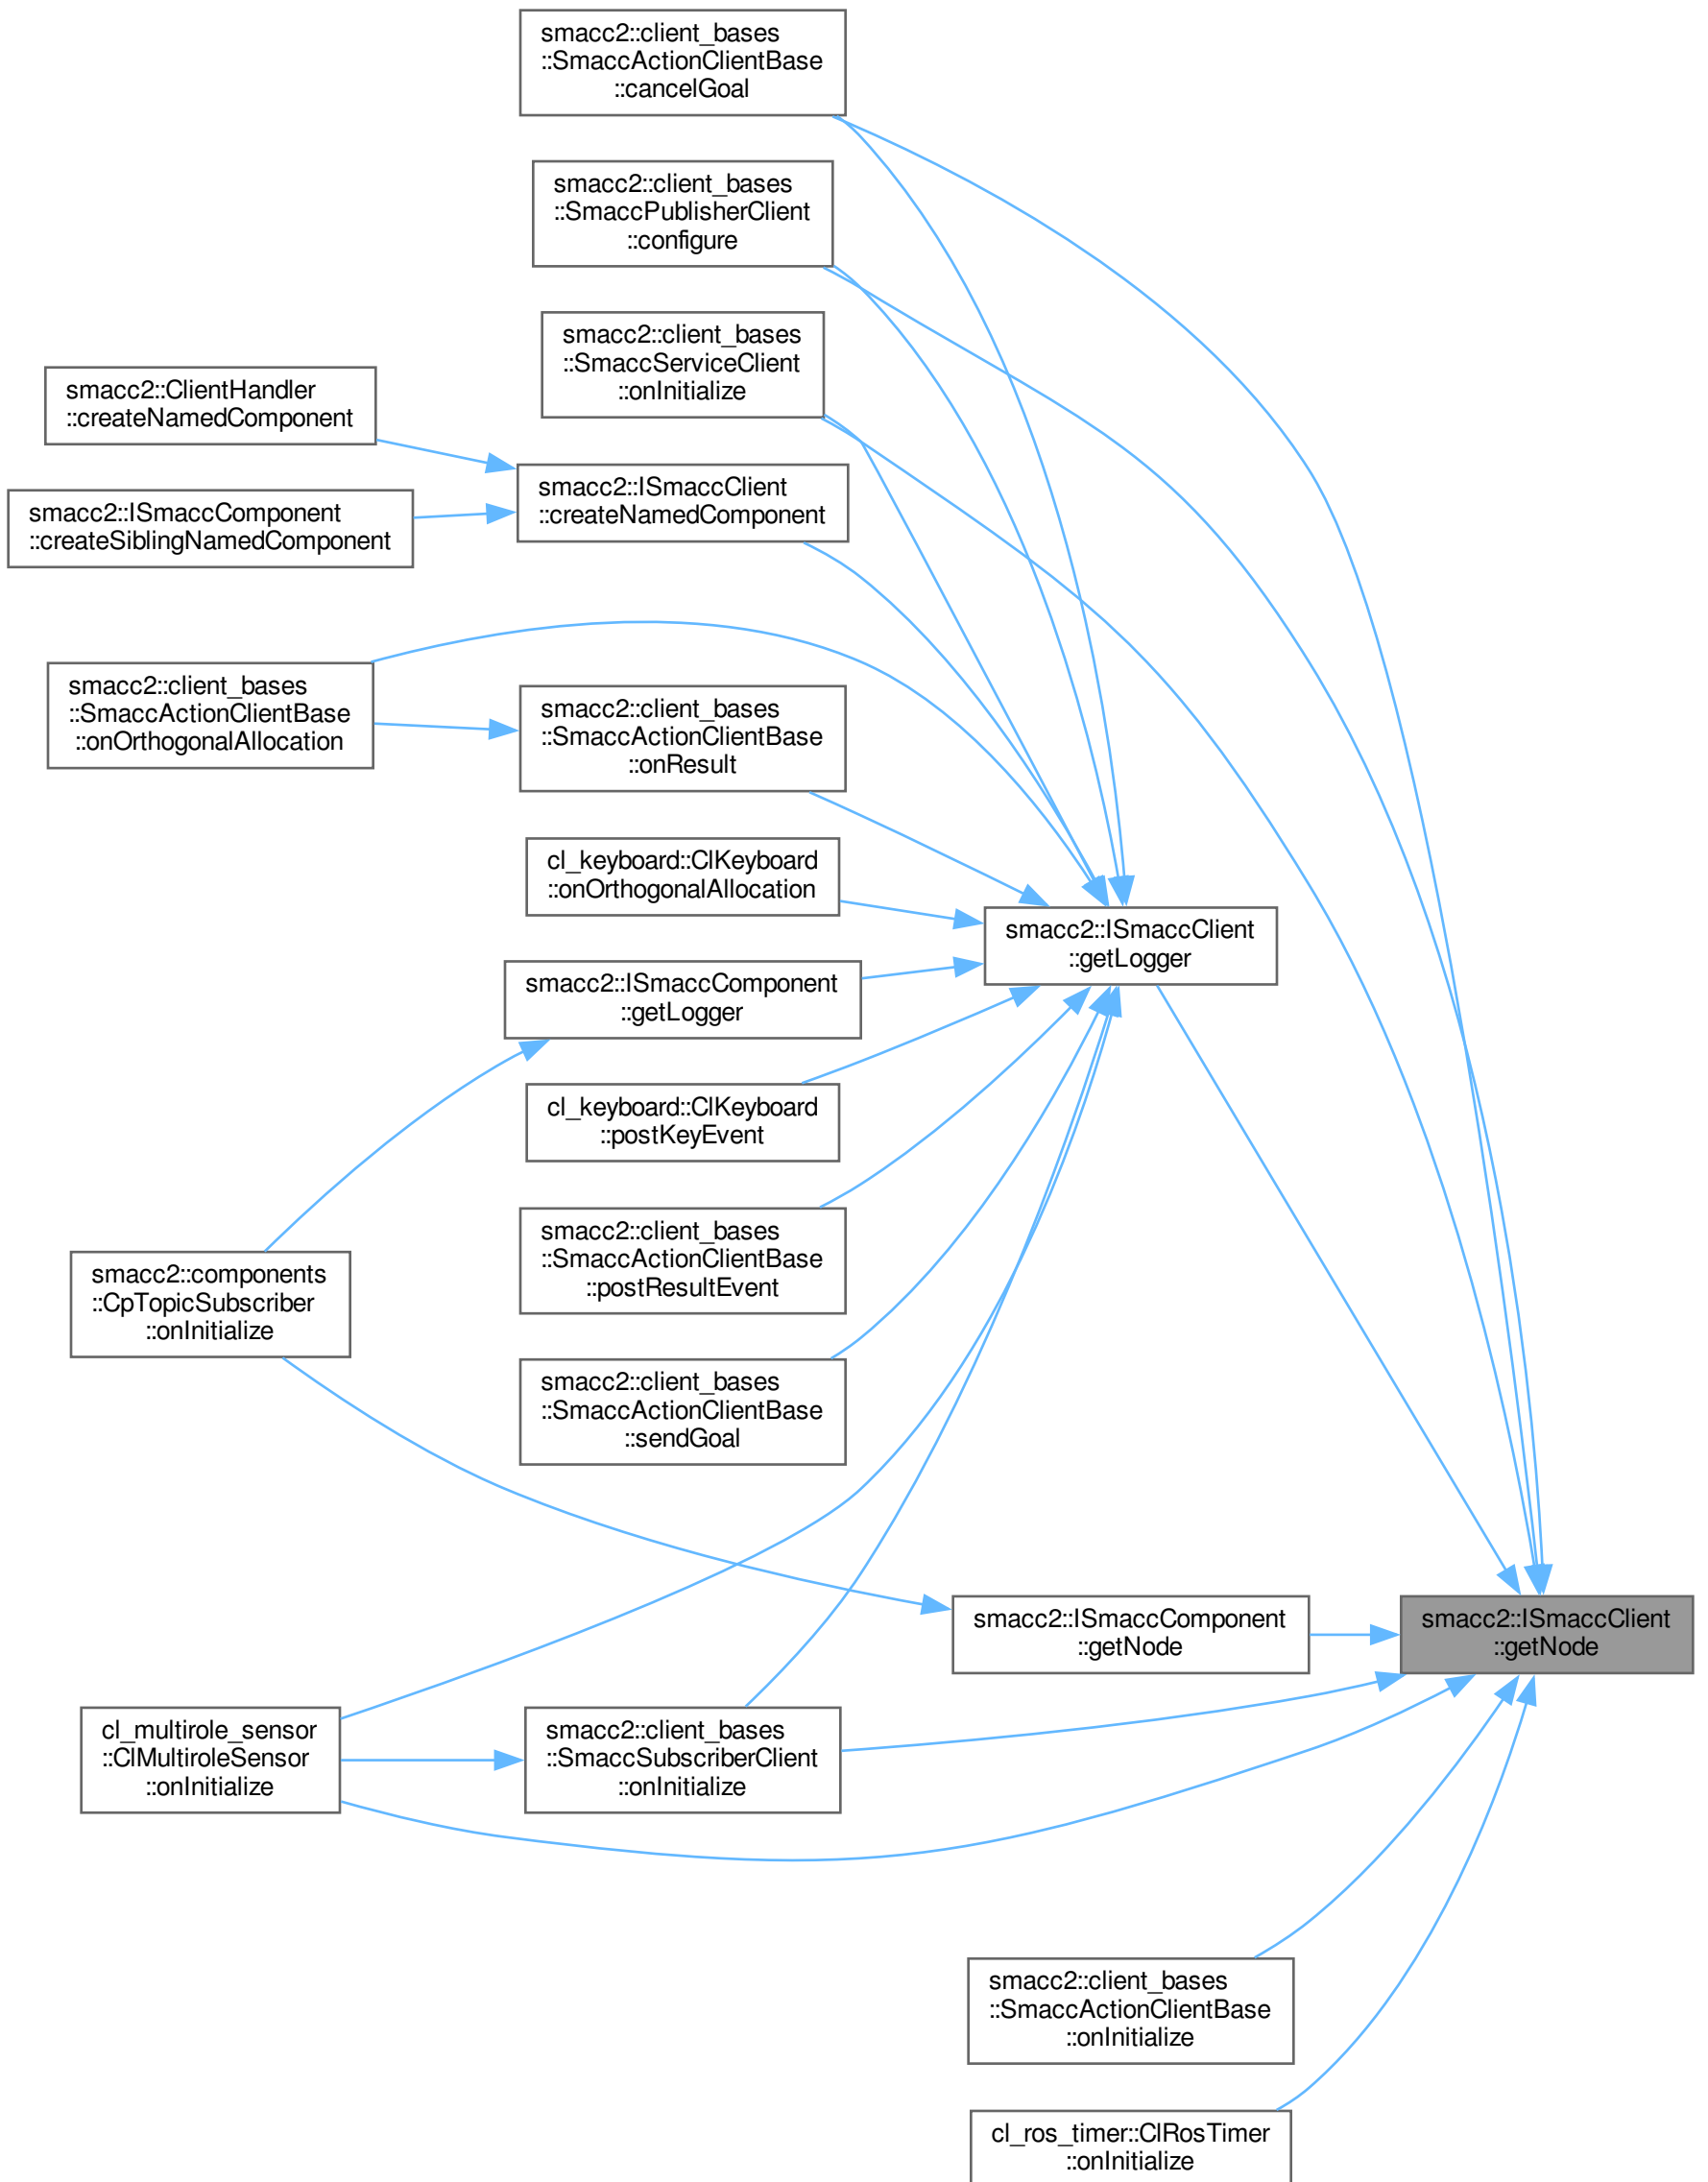 smacc2::client_bases
::SmaccActionClientBase
::cancelGoal
smacc2::client_bases
::SmaccPublisherClient
::configure
smacc2::client_bases
::SmaccServiceClient
::onInitialize
smacc2::ClientHandler
::createNamedComponent
smacc2::ISmaccClient
::createNamedComponent
smacc2::ISmaccComponent
::createSiblingNamedComponent
smacc2::client_bases
::SmaccActionClientBase
::onOrthogonalAllocation
smacc2::client_bases
::SmaccActionClientBase
::onResult
cl_keyboard::ClKeyboard
::onOrthogonalAllocation
smacc2::ISmaccClient
::getLogger
smacc2::ISmaccComponent
::getLogger
cl_keyboard::ClKeyboard
::postKeyEvent
smacc2::client_bases
::SmaccActionClientBase
::postResultEvent
smacc2::components
::CpTopicSubscriber
::onInitialize
smacc2::client_bases
::SmaccActionClientBase
::sendGoal
smacc2::ISmaccComponent
::getNode
smacc2::ISmaccClient
::getNode
cl_multirole_sensor
::ClMultiroleSensor
::onInitialize
smacc2::client_bases
::SmaccSubscriberClient
::onInitialize
smacc2::client_bases
::SmaccActionClientBase
::onInitialize
cl_ros_timer::ClRosTimer
::onInitialize